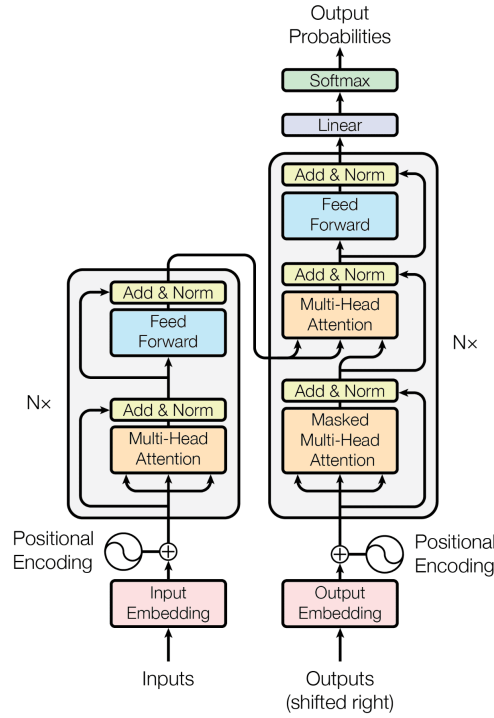 Output
Probabilities
Softmax
Linear
Add & Norm
Feed
Forward
Add & Norm
Multi-Head
Attention
Add & Norm
Masked
Multi-Head
Attention
N×
Add & Norm
Feed
Forward
Add & Norm
Multi-Head
Attention
N×
Positional
Encoding
Positional
Encoding
Input
Embedding
Output
Embedding
Inputs
Outputs
(shifted right)